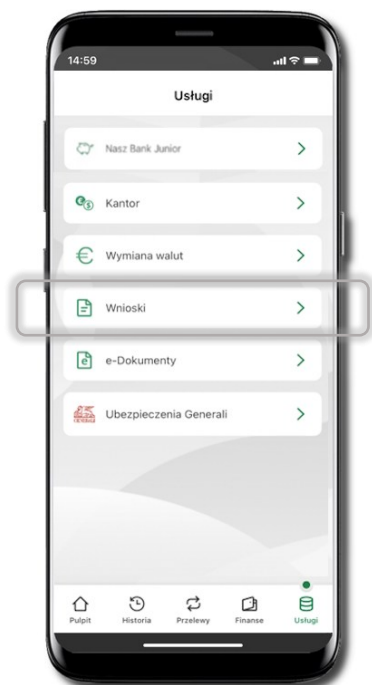 14:59
Usługi
Nasz Bank Junior
Kantor
Wymiana walut
Wnioski
e-Dokumenty
Ubezpieczenia Generali
Pulpit Historia Przelewy Finanse Usługi